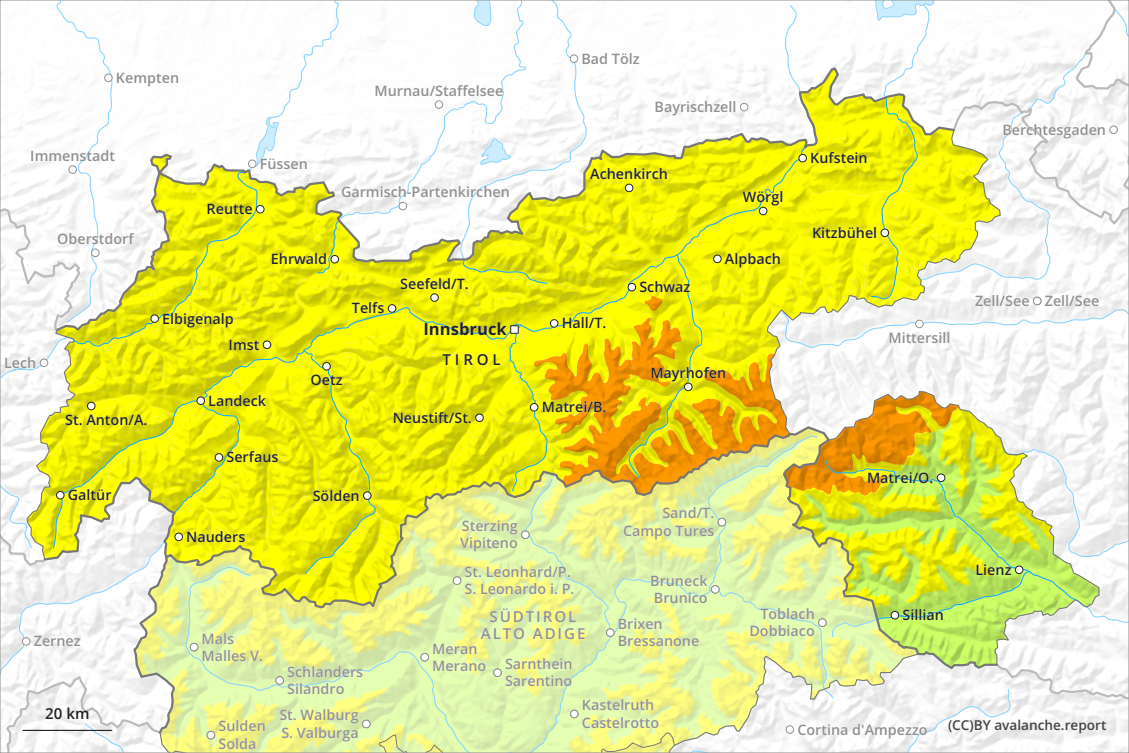 Kempten
Bad Tölz
Murnau/Staffelsee
Bayrischzell
Berchtesgaden
Immenstadt
Füssen
Kufstein
Achenkirch
Garmisch-Partenkirchen
Wörgl
Reutte
Oberstdorf
Kitzbühel
Ehrwald
Alpbach
Seefeld/T.
Schwaz
Zell/See
Zell/See
Telfs
Elbigenalp
Innsbruck
Hall/T.
Mittersill
Imst
TIROL
Lech
Oetz
Mayrhofen
Landeck
Matrei/B.
St. Anton/A.
Neustift/St.
Serfaus
Matrei/O.
Galtür
Sölden
Sand/T.
Campo Tures
Sterzing
Vipiteno
Nauders
Lienz
St. Leonhard/P.
S. Leonardo i. P.
Bruneck
Brunico
SÜDTIROL
ALTO ADIGE
Toblach
Dobbiaco
Sillian
Brixen
Bressanone
Zernez
Mals
Malles V.
Meran
Merano
Sarnthein
Sarentino
Schlanders
Silandro
Kastelruth
Castelrotto
St. Walburg
S. Valburga
20 km
Sulden
Solda
Cortina d'Ampezzo
(CC)BY avalanche.report